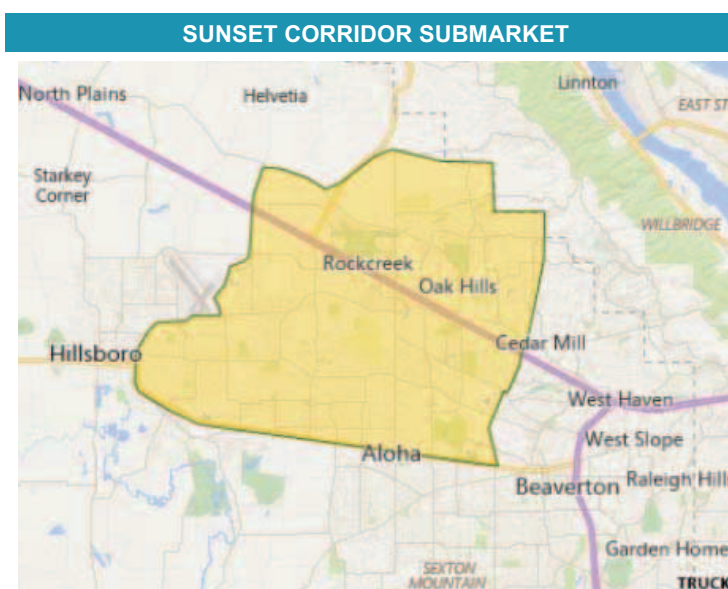 SUNSET CORRIDOR SUBMARKET
North Plains
Helvetia
Linnton
EAST ST
Starkey
Corner
WILLBRIDGE
Rockcreek
Oak Hills
Hillsboro
Cedar Mill
West Haven
Aloha
West Slope
Beaverton
Raleigh Hill
Garden Home
SEXTON
MOUNTAIN
TRUCK